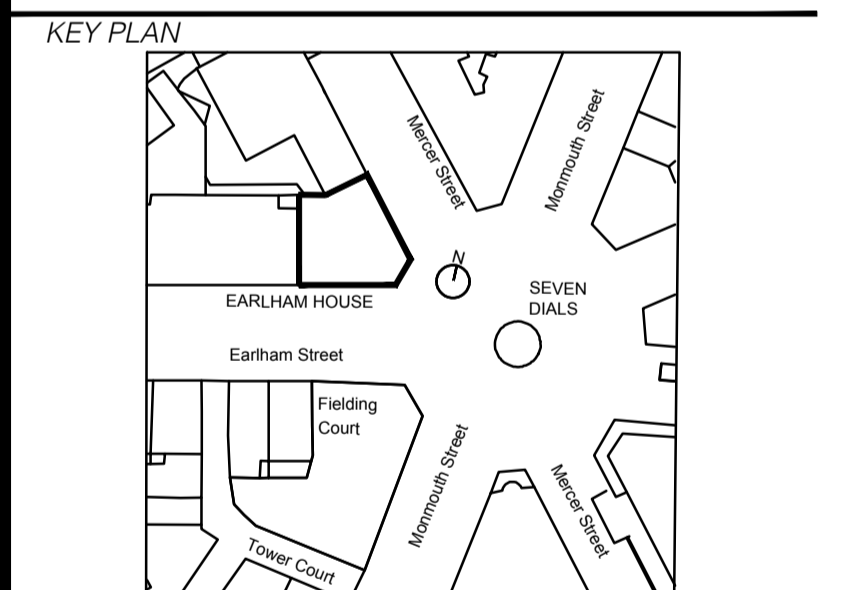 KEY PLAN
Mercer Street
Monmouth Street
N
SEVEN
DIALS
EARLHAM HOUSE
Earlham Street
Fielding
Court
Monmouth Street
Mercer Street
Tower Court